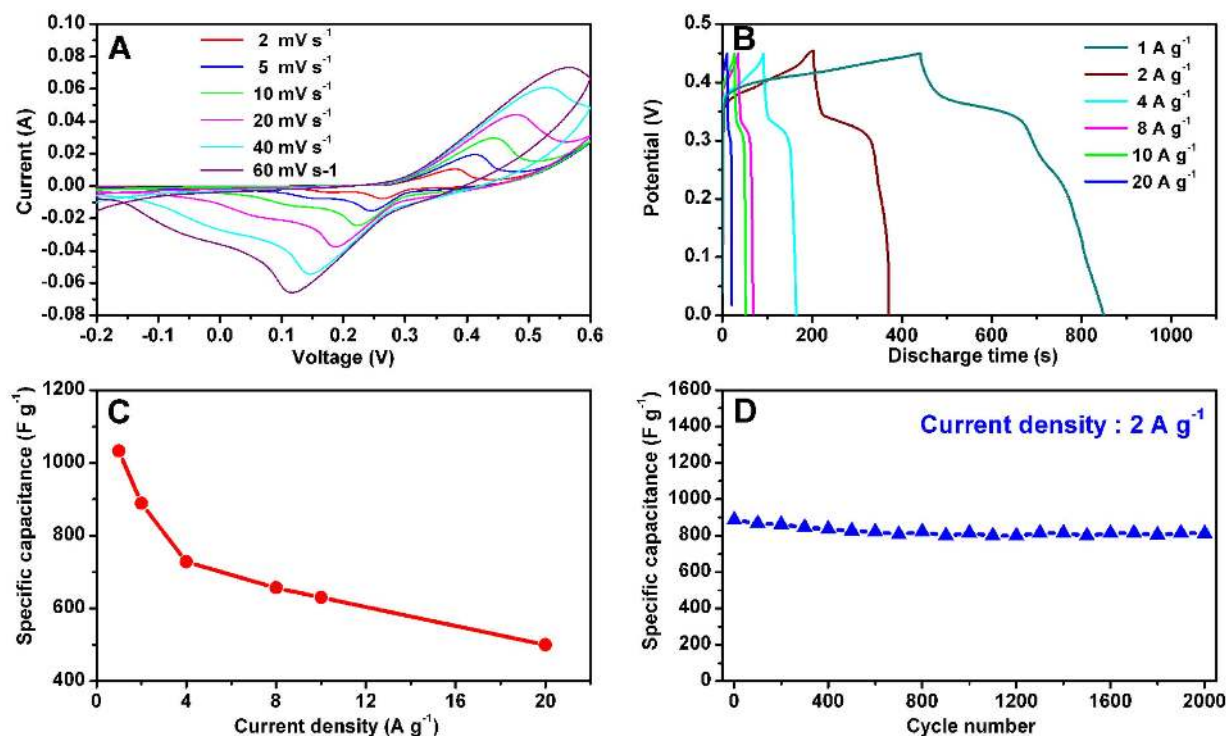 A
2 mV s⁻¹
5 mV s⁻¹
10 mV s⁻¹
20 mV s⁻¹
40 mV s⁻¹
60 mV s-1
Current (A)
0.10
0.08
0.06
0.04
0.02
0.00
-0.02
-0.04
-0.06
-0.08
-0.2 -0.1 0.0 0.1 0.2 0.3 0.4 0.5 0.6
Voltage (V)
B
1 A g⁻¹
2 A g⁻¹
4 A g⁻¹
8 A g⁻¹
10 A g⁻¹
20 A g⁻¹
Potential (V)
0.5
0.4
0.3
0.2
0.1
0.0
0 200 400 600 800 1000
Discharge time (s)
C
Specific capacitance (F g⁻¹)
1200
1000
800
600
400
0 4 8 12 16 20
Current density (A g⁻¹)
D
Current density : 2 A g⁻¹
Specific capacitance (F g⁻¹)
1600
1400
1200
1000
800
600
400
200
0
0 400 800 1200 1600 2000
Cycle number